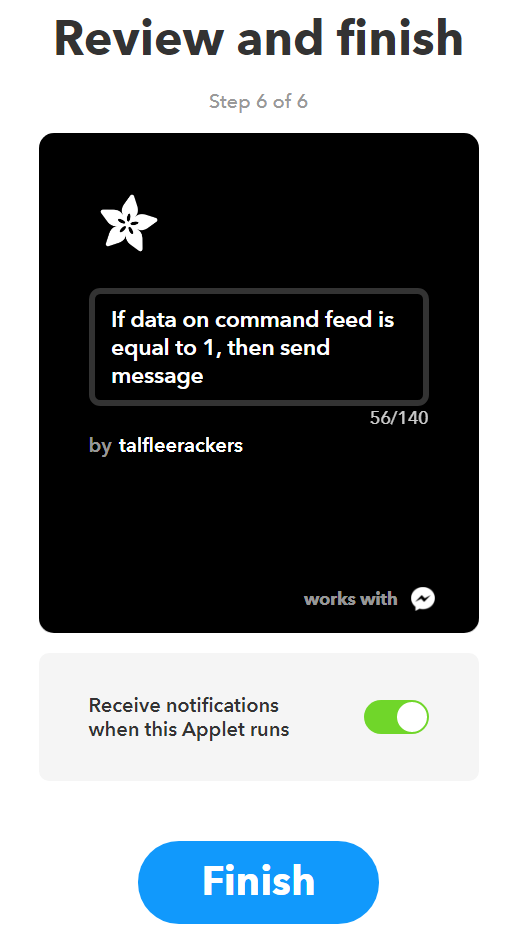 Review and finish
Step 6 of 6
If data on command feed is
equal to 1, then send
message
56/140
by talfleerackers
works with
Receive notifications
when this Applet runs
Finish